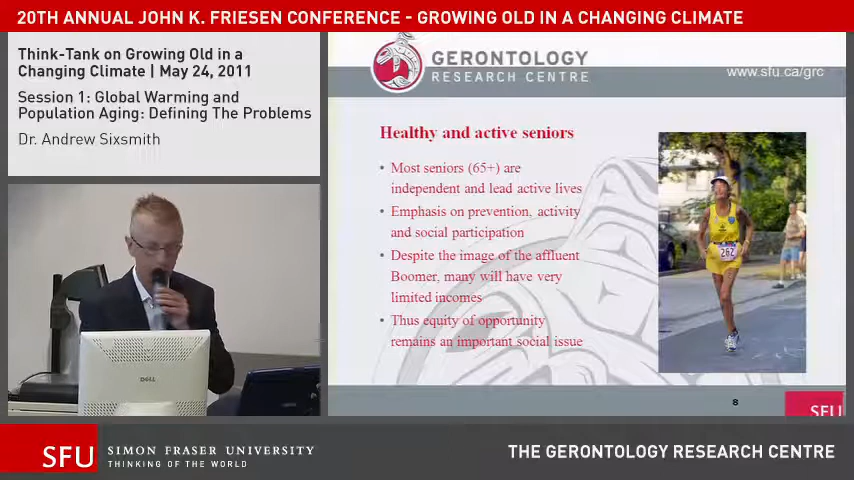 20TH ANNUAL JOHN K. FRIESEN CONFERENCE - GROWING OLD IN A CHANGING CLIMATE
Think-Tank on Growing Old in a
Changing Climate | May 24, 2011
Session 1: Global Warming and
Population Aging: Defining The Problems
Dr. Andrew Sixsmith
GERONTOLOGY
RESEARCH CENTRE
www.sfu.ca/grc
Healthy and active seniors
• Most seniors (65+) are
independent and lead active lives
• Emphasis on prevention, activity
and social participation
• Despite the image of the affluent
Boomer, many will have very
limited incomes
• Thus equity of opportunity
remains an important social issue
262
DELL
8
SFU
SFU SIMON FRASER UNIVERSITY
THINKING OF THE WORLD
THE GERONTOLOGY RESEARCH CENTRE